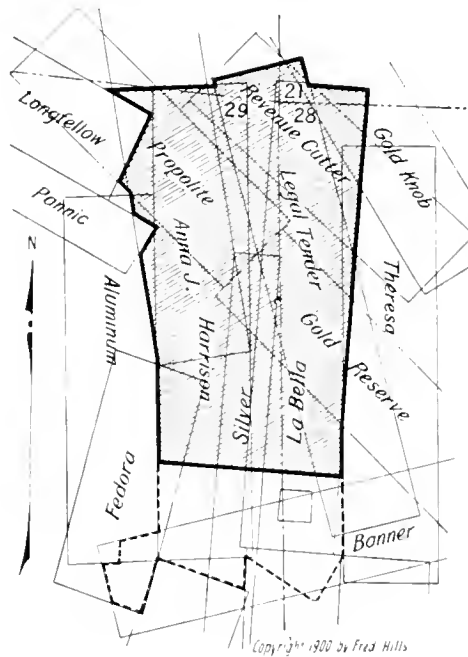 Longfellow
Pannic
Propolite
29
21
28
Revenue Cutter
Gold Knob
Legal Tender
Anna J.
Aluminum
Harrison
Silver
La Bella
Gold Reserve
Theresa
Fedora
Banner
N
Copyright 1900 by Fred Hills